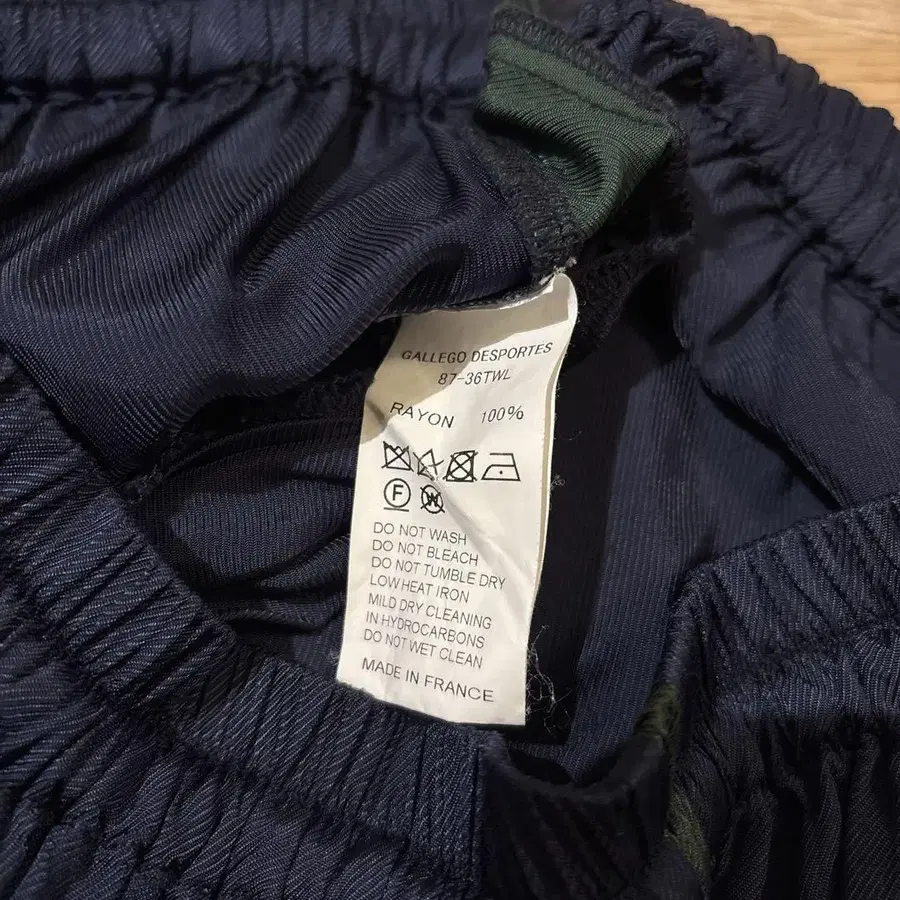 GALLEGO DESPORTES
87-36TWL
RAYON 100%
F W
DO NOT WASH
DO NOT BLEACH
DO NOT TUMBLE DRY
LOW HEAT IRON
MILD DRY CLEANING
IN HYDROCARBONS
DO NOT WET CLEAN
MADE IN FRANCE